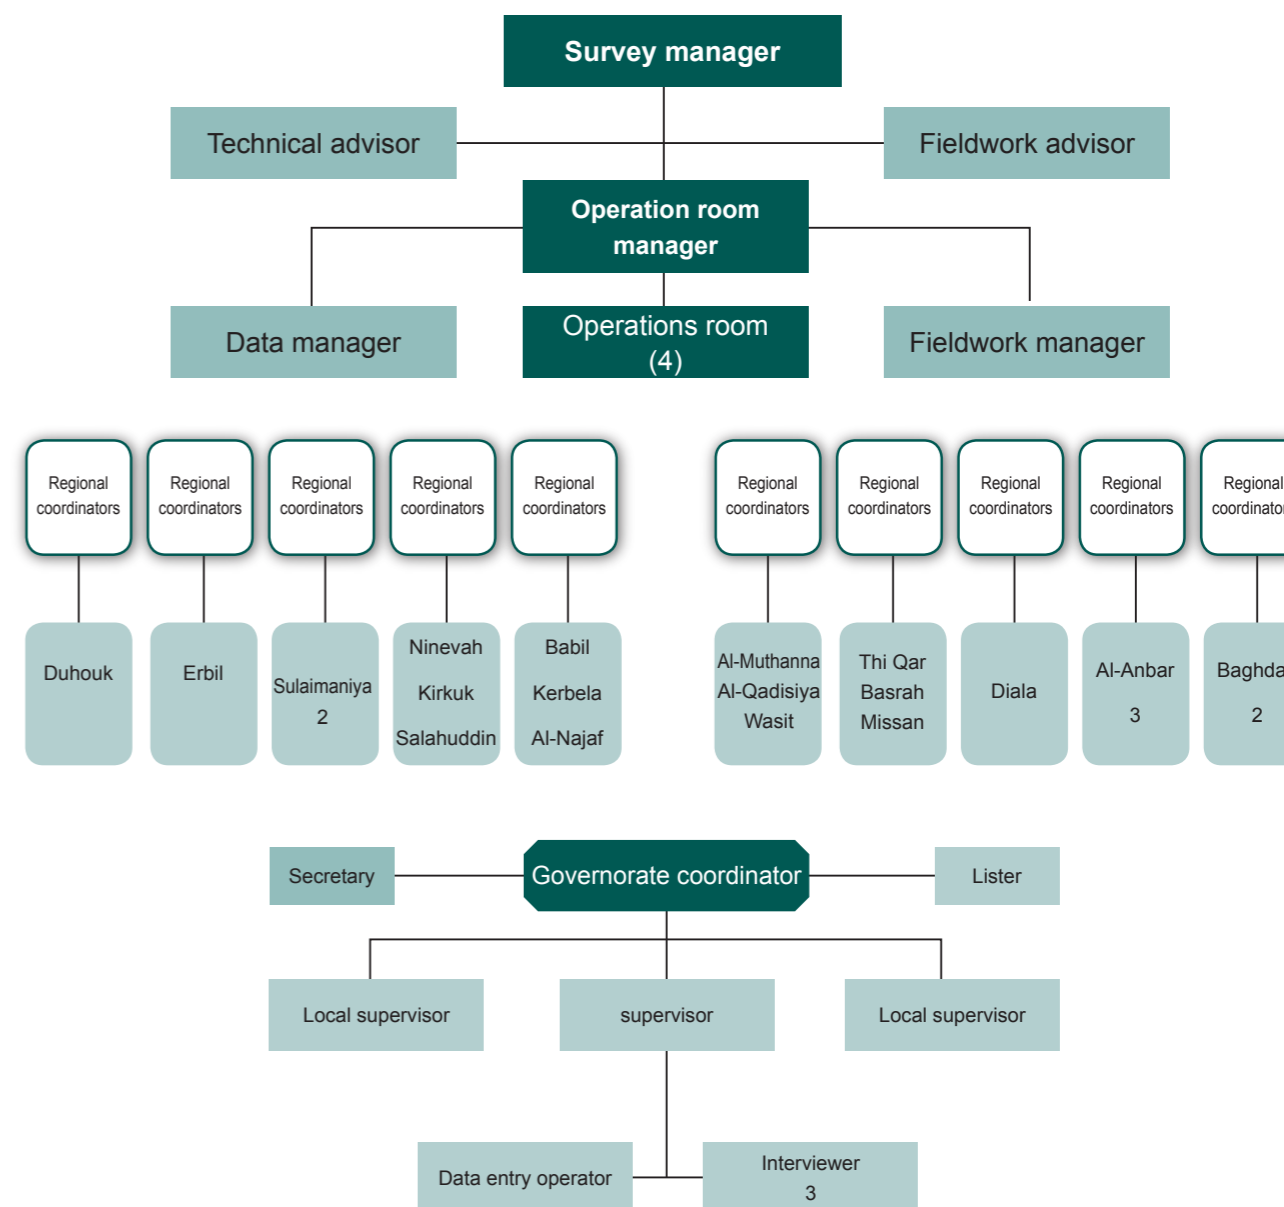 Survey manager
Technical advisor
Fieldwork advisor
Operation room
manager
Data manager
Operations room
(4)
Fieldwork manager
Regional
coordinators
Regional
coordinators
Regional
coordinators
Regional
coordinators
Regional
coordinators
Regional
coordinators
Regional
coordinators
Regional
coordinators
Regional
coordinators
Regional
Duhouk
Erbil
Sulaimaniya
2
Ninevah
Kirkuk
Salahuddin
Babil
Kerbela
Al-Najaf
Al-Muthanna
Al-Qadisiya
Wasit
Thi Qar
Basrah
Missan
Diala
Al-Anbar
3
2
Secretary
Governorate coordinator
Lister
Local supervisor
supervisor
Local supervisor
Data entry operator
Interviewer
3